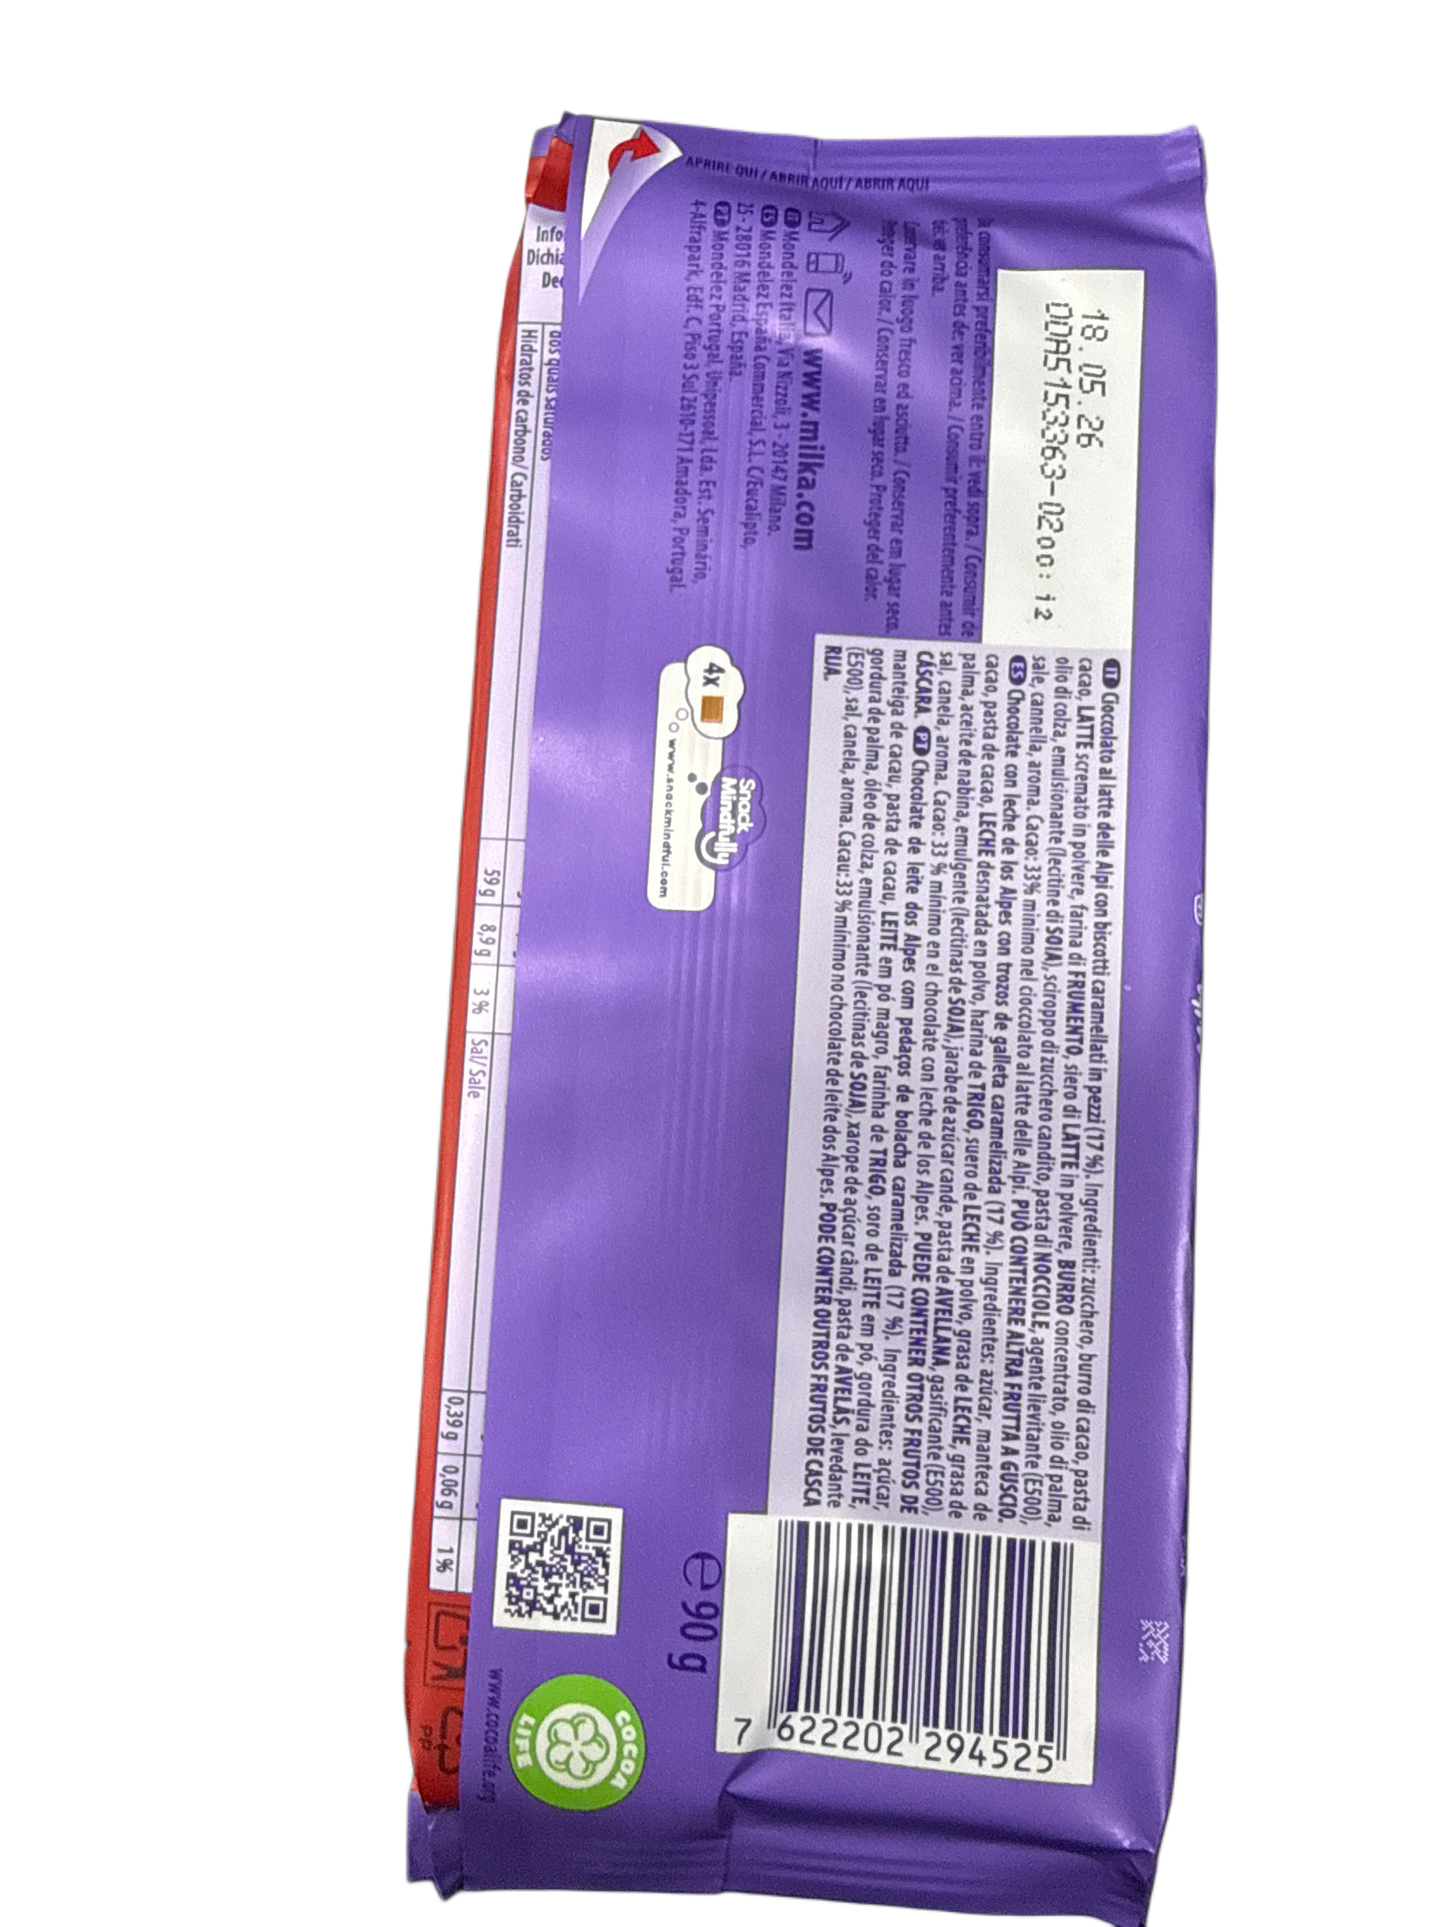 APRIRE QUI / ABRIR AQUÍ / ABRIR AQUI
18.05.26
OOA5153363-0200:12
Da consumarsi preferibilmente entro il: vedi sopra. / Consumir de
preferência antes de: ver acima. / Consumir preferentemente antes
del: ver arriba.
Conservare in luogo fresco ed asciutto. / Conservar em lugar seco.
Proteger do calor. / Conservar en lugar seco. Proteger del calor.
www.milka.com
IT Mondelez Italia, Via Nizzoli, 3 - 20147 Milano.
ES Mondelez España Commercial, S.L. C/Eucalipto,
25 - 28016 Madrid, España.
PT Mondelez Portugal, Unipessoal, Lda. Est. Seminário,
4-Alfrapark, Edf. C, Piso 3 Sul 2610-171 Amadora, Portugal.
IT Cioccolato al latte delle Alpi con biscotti caramellati in pezzi (17 %). Ingredienti: zucchero, burro di cacao, pasta di
cacao, LATTE scremato in polvere, farina di FRUMENTO, siero di LATTE in polvere, BURRO concentrato, olio di palma,
olio di colza, emulsionante (lecitine di SOIA), sciroppo di zucchero candito, pasta di NOCCIOLE, agente lievitante (E500),
sale, cannella, aroma. Cacao: 33% minimo nel cioccolato al latte delle Alpi. PUÒ CONTENERE ALTRA FRUTTA A GUSCIO.
ES Chocolate con leche de los Alpes con trozos de galleta caramelizada (17 %). Ingredientes: azúcar, manteca de
cacao, pasta de cacao, LECHE desnatada en polvo, harina de TRIGO, suero de LECHE en polvo, grasa de LECHE, grasa de
palma, aceite de nabina, emulgente (lecitinas de SOJA), jarabe de azúcar cande, pasta de AVELLANA, gasificante (E500),
sal, canela, aroma. Cacao: 33 % mínimo en el chocolate con leche de los Alpes. PUEDE CONTENER OTROS FRUTOS DE
CÁSCARA. PT Chocolate de leite dos Alpes com pedaços de bolacha caramelizada (17 %). Ingredientes: açúcar,
manteiga de cacau, pasta de cacau, LEITE em pó magro, farinha de TRIGO, soro de LEITE em pó, gordura do LEITE,
gordura de palma, óleo de colza, emulsionante (lecitinas de SOJA), xarope de açúcar cândi, pasta de AVELÃS, levedante
(E500), sal, canela, aroma. Cacau: 33 % mínimo no chocolate de leite dos Alpes. PODE CONTER OUTROS FRUTOS DE CASCA
RIJA.
4x
Snack
Mindfully
www.snackmindful.com
7 622202 294525
e 90 g
COCOA
LIFE
www.cocoalife.org
Info
Dichia
De
dos quais saturados
Hidratos de carbono/ Carboidrati 59 g 8,9 g 3 % Sal/ Sale 0,39 g 0,06 g 1 %
PP